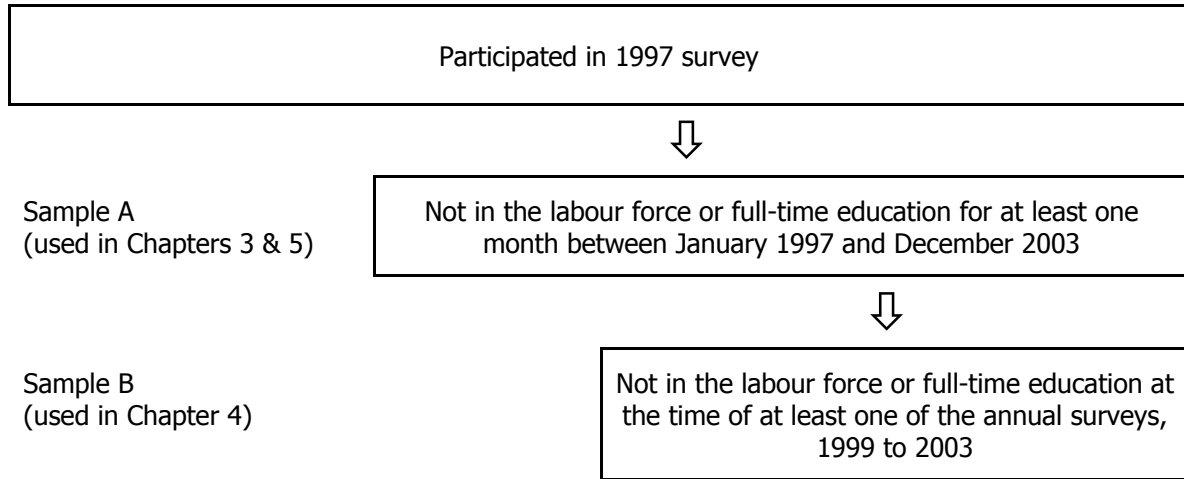 Participated in 1997 survey
Sample A
(used in Chapters 3 & 5)
Not in the labour force or full-time education for at least one
month between January 1997 and December 2003
Sample B
(used in Chapter 4)
Not in the labour force or full-time education at
the time of at least one of the annual surveys,
1999 to 2003